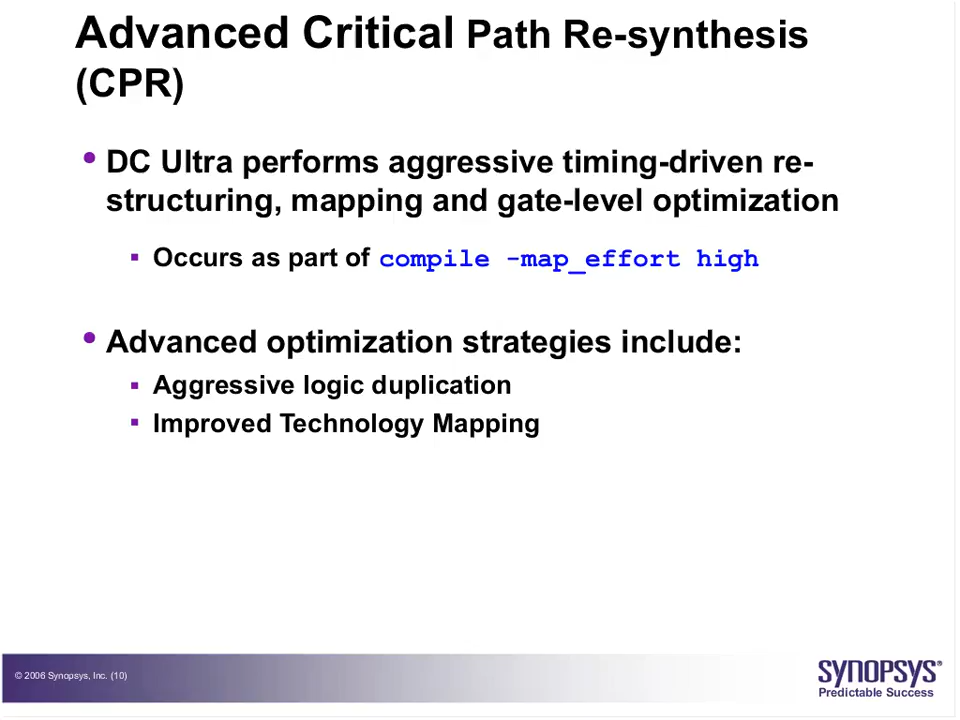 Advanced Critical Path Re-synthesis
(CPR)
• DC Ultra performs aggressive timing-driven re-
structuring, mapping and gate-level optimization
▪ Occurs as part of compile -map_effort high
• Advanced optimization strategies include:
▪ Aggressive logic duplication
▪ Improved Technology Mapping
© 2006 Synopsys, Inc. (10)
SYNOPSYS®
Predictable Success